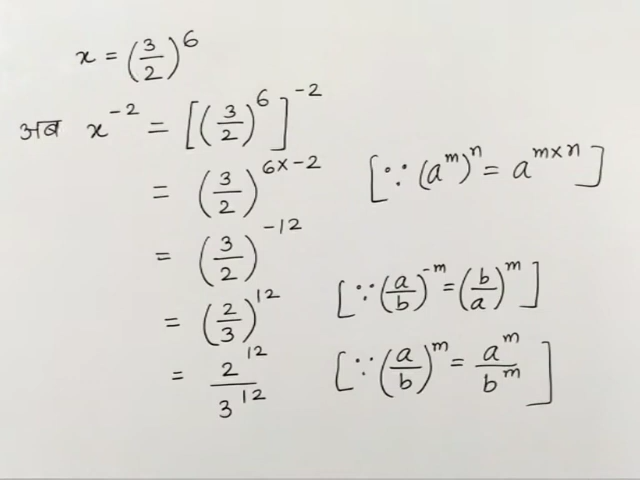 x = (3/2)^6
अब x^-2 = [(3/2)^6]^-2
= (3/2)^6x-2 [∵ (a^m)^n = a^m×n]
= (3/2)^-12
= (2/3)^12 [∵ (a/b)^-m = (b/a)^m]
= 2^12/3^12 [∵ (a/b)^m = a^m/b^m]